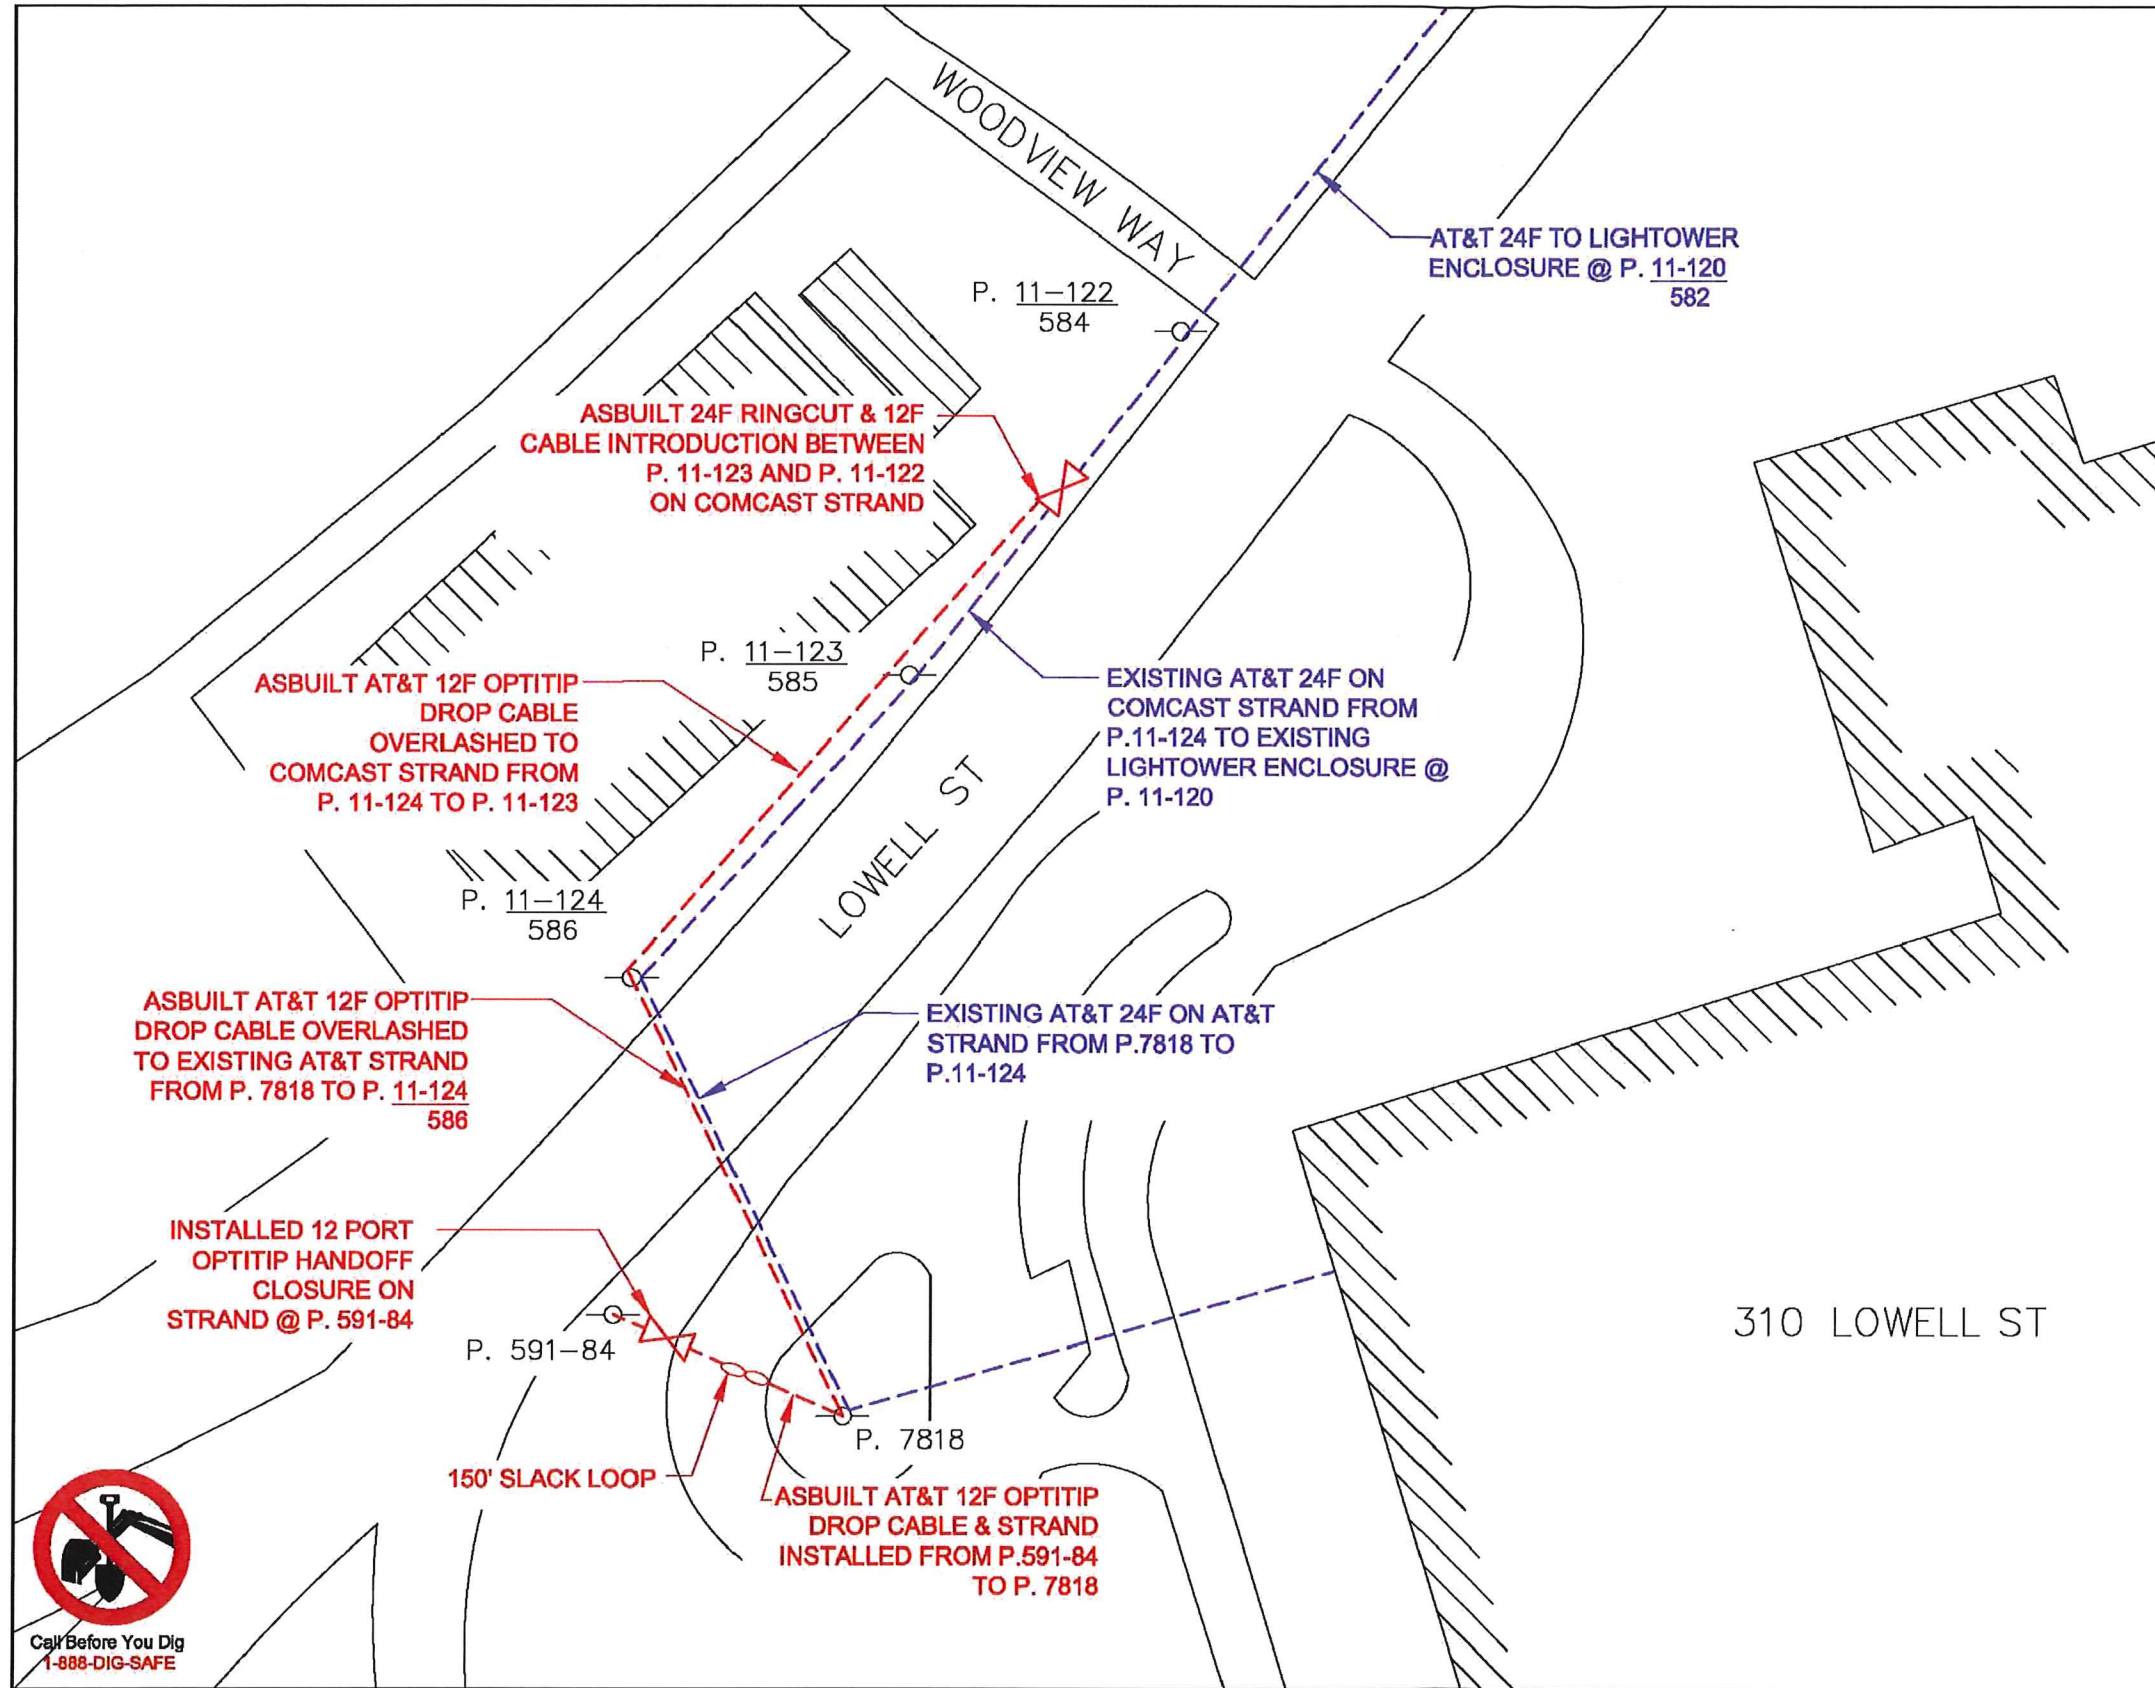 WOODVIEW WAY
AT&T 24F TO LIGHTOWER
ENCLOSURE @ P. 11-120
582
P. 11-122
584
ASBUILT 24F RINGCUT & 12F
CABLE INTRODUCTION BETWEEN
P. 11-123 AND P. 11-122
ON COMCAST STRAND
P. 11-123
585
ASBUILT AT&T 12F OPTITIP
DROP CABLE
OVERLASHED TO
COMCAST STRAND FROM
P. 11-124 TO P. 11-123
EXISTING AT&T 24F ON
COMCAST STRAND FROM
P.11-124 TO EXISTING
LIGHTOWER ENCLOSURE @
P. 11-120
LOWELL ST
P. 11-124
586
ASBUILT AT&T 12F OPTITIP
DROP CABLE OVERLASHED
TO EXISTING AT&T STRAND
FROM P. 7818 TO P. 11-124
586
EXISTING AT&T 24F ON AT&T
STRAND FROM P.7818 TO
P.11-124
INSTALLED 12 PORT
OPTITIP HANDOFF
CLOSURE ON
STRAND @ P. 591-84
P. 591-84
310 LOWELL ST
P. 7818
150' SLACK LOOP
ASBUILT AT&T 12F OPTITIP
DROP CABLE & STRAND
INSTALLED FROM P.591-84
TO P. 7818
Call Before You Dig
1-888-DIG-SAFE